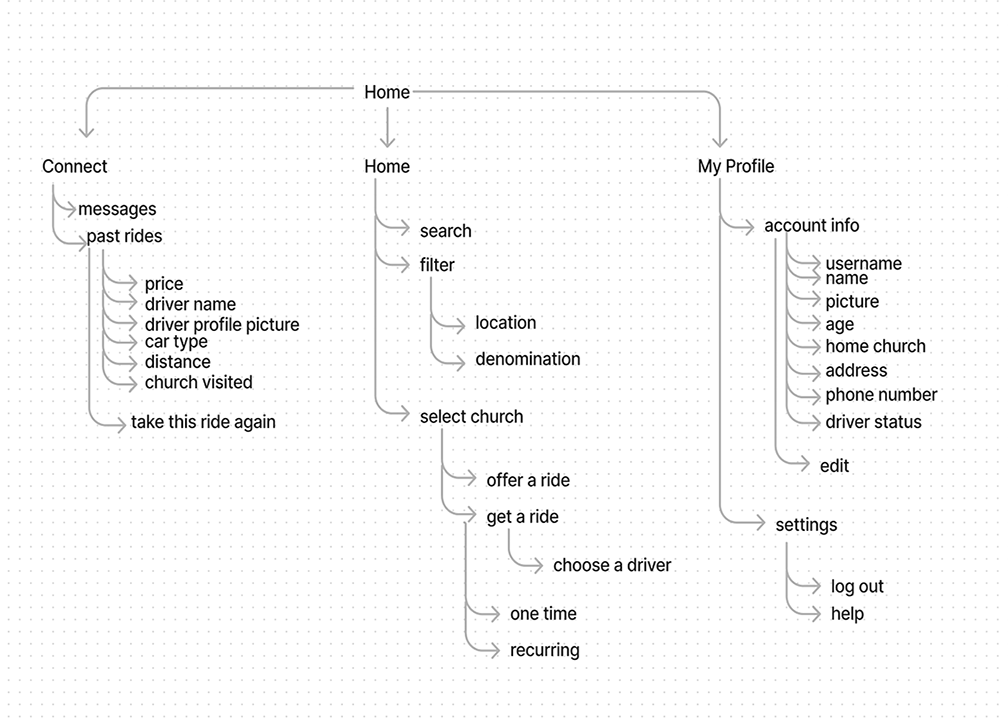 Home
Connect
messages
past rides
price
driver name
driver profile picture
car type
distance
church visited
take this ride again
Home
search
filter
location
denomination
select church
offer a ride
get a ride
choose a driver
one time
recurring
My Profile
account info
username
name
picture
age
home church
address
phone number
driver status
edit
settings
log out
help